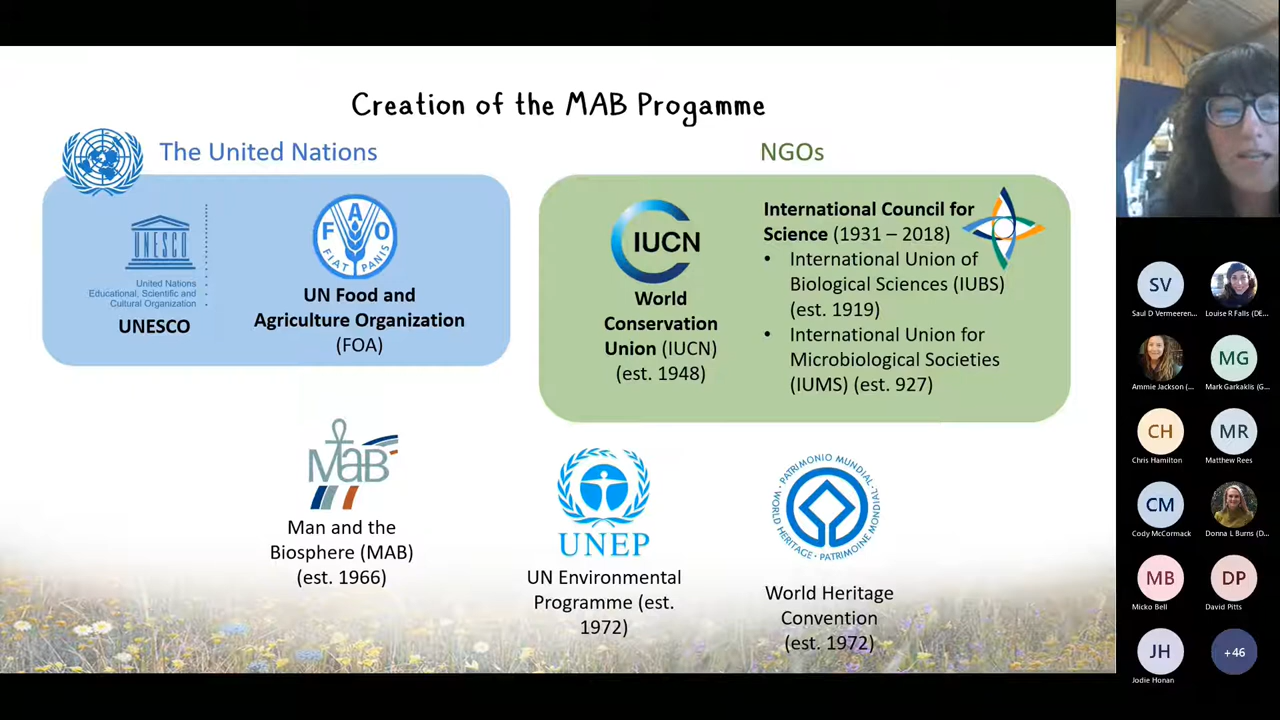 Creation of the MAB Progamme
The United Nations
UNESCO
United Nations
Educational, Scientific and
Cultural Organization
UNESCO
F A O
FIAT PANIS
UN Food and
Agriculture Organization
(FOA)
NGOs
IUCN
World
Conservation
Union (IUCN)
(est. 1948)
International Council for
Science (1931 – 2018)
• International Union of
Biological Sciences (IUBS)
(est. 1919)
• International Union for
Microbiological Societies
(IUMS) (est. 927)
MaB
Man and the
Biosphere (MAB)
(est. 1966)
UNEP
UN Environmental
Programme (est.
1972)
WORLD HERITAGE • PATRIMOINE MONDIAL • PATRIMONIO MUNDIAL •
World Heritage
Convention
(est. 1972)
SV
Saul D Vermeeren...
Louise R Falls (DE...
Ammie Jackson (...
MG
Mark Garkaklis (G...
CH
Chris Hamilton
MR
Matthew Rees
CM
Cody McCormack
Donna L Burns (D...
MB
Micko Bell
DP
David Pitts
JH
Jodie Honan
+46